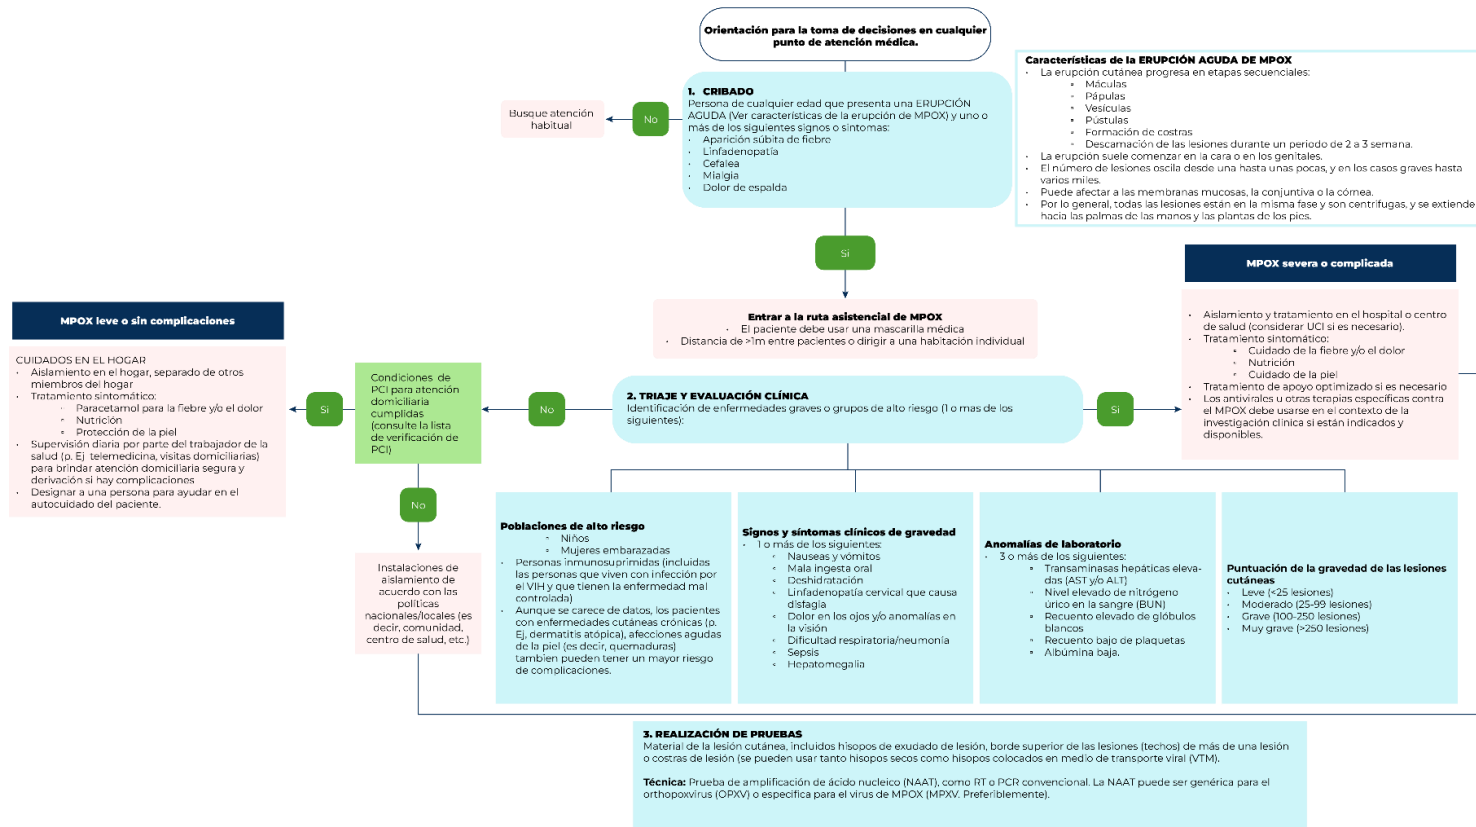 Orientación para la toma de decisiones en cualquier
punto de atención médica.
1. CRIBADO
Persona de cualquier edad que presenta una ERUPCIÓN
AGUDA (Ver características de la erupción de MPOX) y uno o
más de los siguientes signos o sintomas:
· Aparición súbita de fiebre
· Linfadenopatía
· Cefalea
· Mialgia
· Dolor de espalda
No
Busque atención
habitual
Características de la ERUPCIÓN AGUDA DE MPOX
· La erupción cutánea progresa en etapas secuenciales:
◦ Máculas
◦ Pápulas
◦ Vesículas
◦ Pústulas
◦ Formación de costras
◦ Descamación de las lesiones durante un periodo de 2 a 3 semana.
· La erupción suele comenzar en la cara o en los genitales.
· El número de lesiones oscila desde una hasta unas pocas, y en los casos graves hasta
varios miles.
· Puede afectar a las membranas mucosas, la conjuntiva o la córnea.
· Por lo general, todas las lesiones están en la misma fase y son centrifugas, y se extiende
hacia las palmas de las manos y las plantas de los pies.
Si
Entrar a la ruta asistencial de MPOX
· El paciente debe usar una mascarilla médica
· Distancia de >1m entre pacientes o dirigir a una habitación individual
MPOX leve o sin complicaciones
CUIDADOS EN EL HOGAR
· Aislamiento en el hogar, separado de otros
miembros del hogar
· Tratamiento sintomático:
◦ Paracetamol para la fiebre y/o el dolor
◦ Nutrición
◦ Protección de la piel
· Supervisión diaria por parte del trabajador de la
salud (p. Ej telemedicina, visitas domiciliarias)
para brindar atención domiciliaria segura y
derivación si hay complicaciones
· Designar a una persona para ayudar en el
autocuidado del paciente.
Si
Condiciones de
PCI para atención
domiciliaria
cumplidas
(consulte la lista
de verificación de
PCI)
No
2. TRIAJE Y EVALUACIÓN CLÍNICA
Identificación de enfermedades graves o grupos de alto riesgo (1 o mas de los
siguientes):
Si
MPOX severa o complicada
· Aislamiento y tratamiento en el hospital o centro
de salud (considerar UCI si es necesario).
· Tratamiento sintomático:
◦ Cuidado de la fiebre y/o el dolor
◦ Nutrición
◦ Cuidado de la piel
· Tratamiento de apoyo optimizado si es necesario
· Los antivirales u otras terapias específicas contra
el MPOX debe usarse en el contexto de la
investigación clínica si están indicados y
disponibles.
No
Instalaciones de
aislamiento de
acuerdo con las
políticas
nacionales/locales (es
decir, comunidad,
centro de salud, etc.)
Poblaciones de alto riesgo
◦ Niños
◦ Mujeres embarazadas
· Personas inmunosuprimidas (incluidas
las personas que viven con infección por
el VIH y que tienen la enfermedad mal
controlada)
· Aunque se carece de datos, los pacientes
con enfermedades cutáneas crónicas (p.
Ej, dermatitis atópica), afecciones agudas
de la piel (es decir, quemaduras)
tambien pueden tener un mayor riesgo
de complicaciones.
Signos y síntomas clínicos de gravedad
· 1 o más de los siguientes:
◦ Nauseas y vómitos
◦ Mala ingesta oral
◦ Deshidratación
◦ Linfadenopatía cervical que causa
disfagia
◦ Dolor en los ojos y/o anomalías en
la visión
◦ Dificultad respiratoria/neumonía
◦ Sepsis
◦ Hepatomegalia
Anomalías de laboratorio
· 3 o más de los siguientes:
◦ Transaminasas hepáticas eleva-
das (AST y/o ALT)
◦ Nivel elevado de nitrógeno
úrico en la sangre (BUN)
◦ Recuento elevado de glóbulos
blancos
◦ Recuento bajo de plaquetas
◦ Albúmina baja.
Puntuación de la gravedad de las lesiones
cutáneas
· Leve (<25 lesiones)
· Moderado (25-99 lesiones)
· Grave (100-250 lesiones)
· Muy grave (>250 lesiones)
3. REALIZACIÓN DE PRUEBAS
Material de la lesión cutánea, incluidos hisopos de exudado de lesión, borde superior de las lesiones (techos) de más de una lesión
o costras de lesión (se pueden usar tanto hisopos secos como hisopos colocados en medio de transporte viral (VTM).
Técnica: Prueba de amplificación de ácido nucleico (NAAT), como RT o PCR convencional. La NAAT puede ser genérica para el
orthopoxvirus (OPXV) o especifica para el virus de MPOX (MPXV. Preferiblemente).